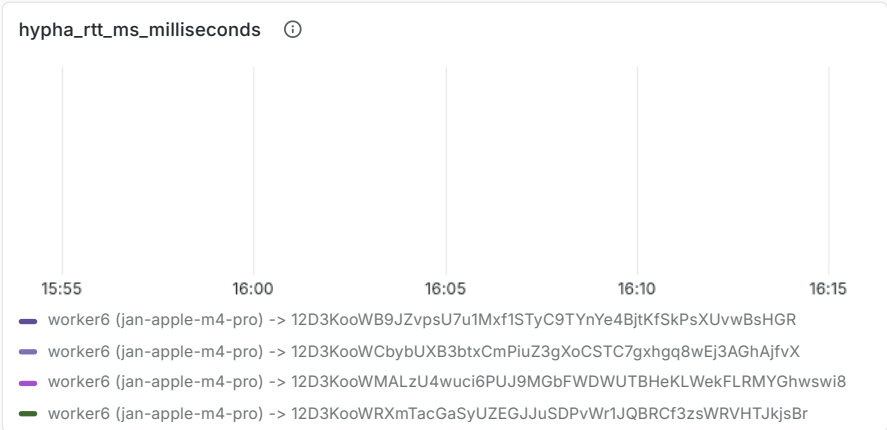 hypha_rtt_ms_milliseconds
15:55 16:00 16:05 16:10 16:15
worker6 (jan-apple-m4-pro) -> 12D3KooWB9JZvpsU7u1Mxf1STyC9TYnYe4BjtKfSkPsXUvwBsHGR
worker6 (jan-apple-m4-pro) -> 12D3KooWCbybUXB3btxCmPiuZ3gXoCSTC7gxhgq8wEj3AGhAjfvX
worker6 (jan-apple-m4-pro) -> 12D3KooWMALzU4wuci6PUJ9MGbFWDWUTBHeKLWekFLRMYGhwswi8
worker6 (jan-apple-m4-pro) -> 12D3KooWRXmTacGaSyUZEGJJuSDPvWr1JQBRCf3zsWRVHTJkjsBr